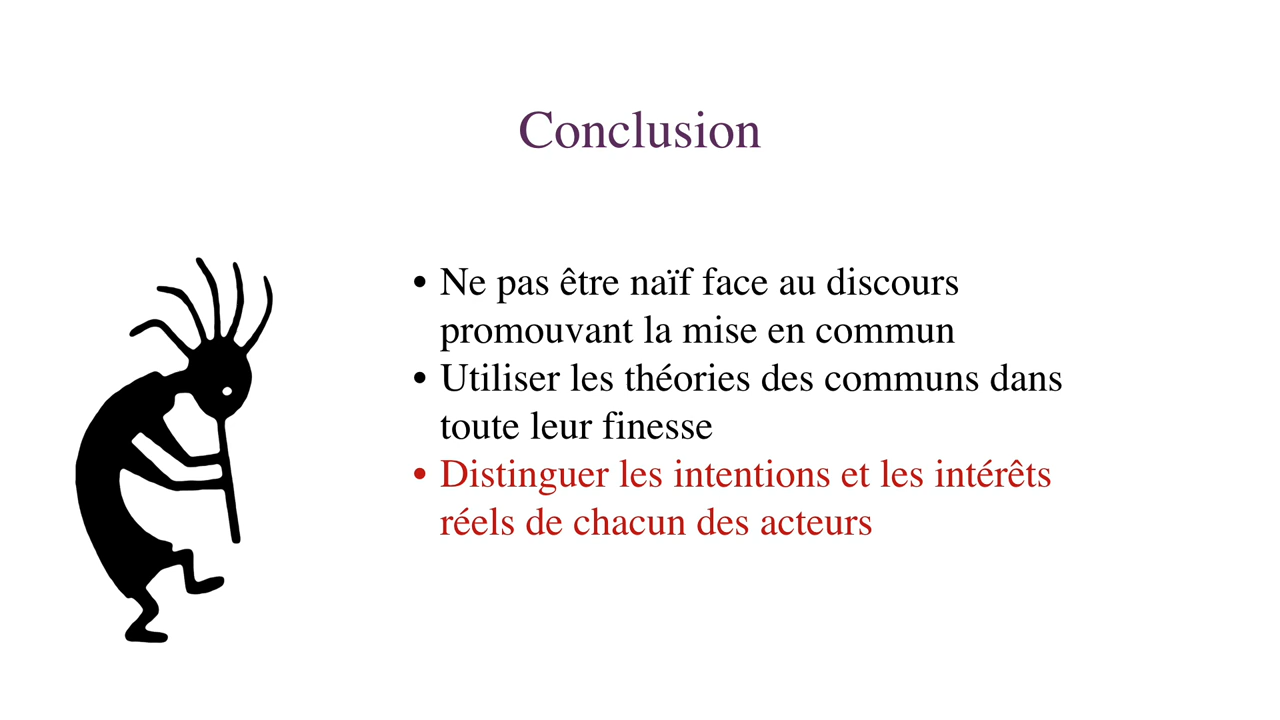 Conclusion
• Ne pas être naïf face au discours
promouvant la mise en commun
• Utiliser les théories des communs dans
toute leur finesse
• Distinguer les intentions et les intérêts
réels de chacun des acteurs